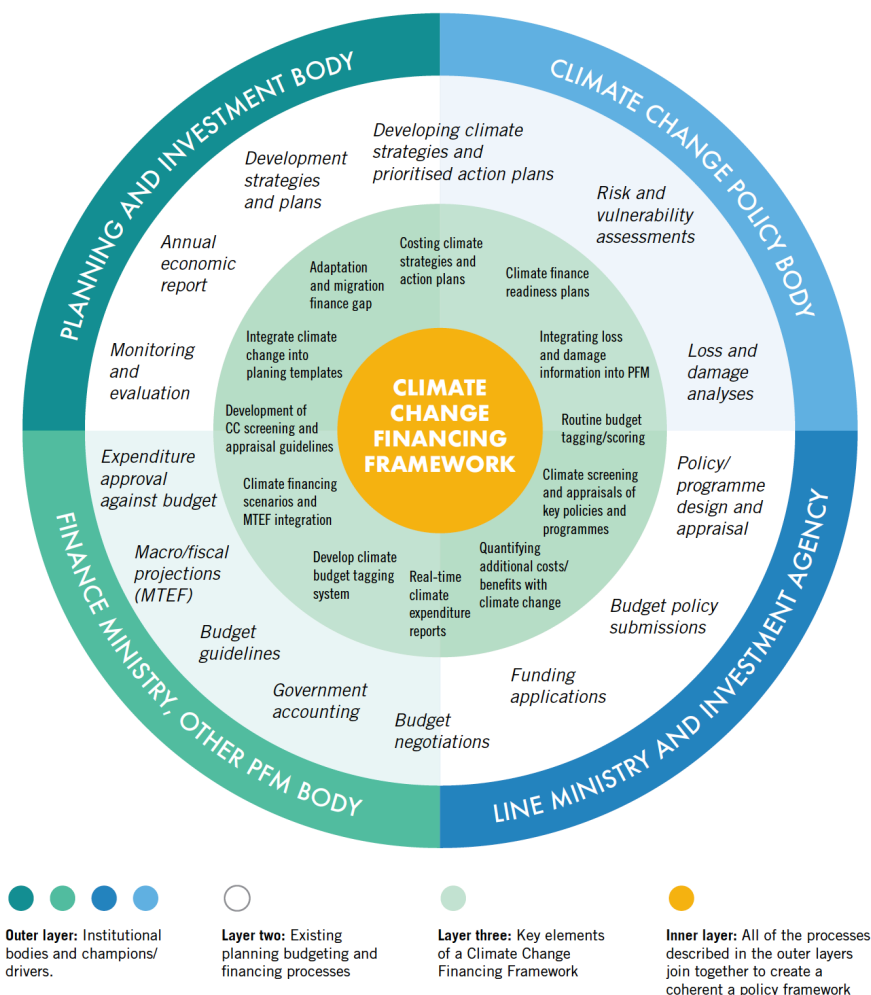 PLANNING AND INVESTMENT BODY
CLIMATE CHANGE POLICY BODY
FINANCE MINISTRY, OTHER PFM BODY
LINE MINISTRY AND INVESTMENT AGENCY
Developing climate
strategies and
prioritised action plans
Development
strategies
and plans
Annual
economic
report
Monitoring
and
evaluation
Risk and
vulnerability
assessments
Loss and
damage
analyses
Expenditure
approval
against budget
Macro/fiscal
projections
(MTEF)
Budget
guidelines
Government
accounting
Budget
negotiations
Policy/
programme
design and
appraisal
Budget policy
submissions
Funding
applications
Costing climate
strategies and
action plans
Adaptation
and migration
finance gap
Integrate climate
change into
planing templates
Development of
CC screening and
appraisal guidelines
Climate financing
scenarios and
MTEF integration
Develop climate
budget tagging
system
Real-time
climate
expenditure
reports
Climate finance
readiness plans
Integrating loss
and damage
information into PFM
Routine budget
tagging/scoring
Climate screening
and appraisals of
key policies and
programmes
Quantifying
additional costs/
benefits with
climate change
CLIMATE
CHANGE
FINANCING
FRAMEWORK
Outer layer: Institutional
bodies and champions/
drivers.
Layer two: Existing
planning budgeting and
financing processes
Layer three: Key elements
of a Climate Change
Financing Framework
Inner layer: All of the processes
described in the outer layers
join together to create a
coherent a policy framework